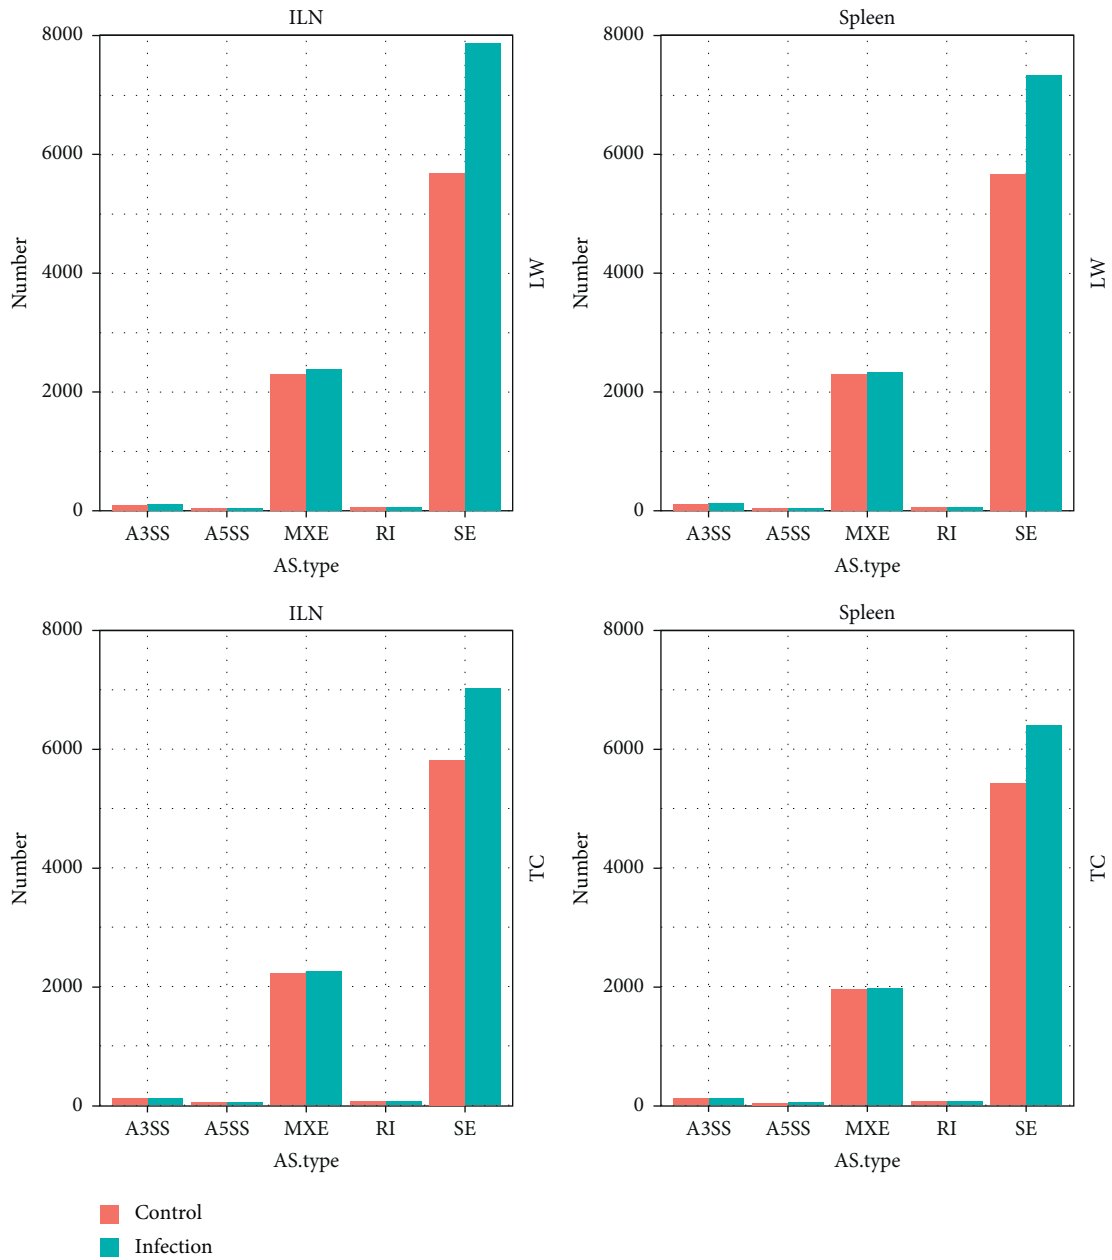 ILN
8000
6000
4000
2000
0
Number
A3SS A5SS MXE RI SE
AS.type
LW
Spleen
8000
6000
4000
2000
0
Number
A3SS A5SS MXE RI SE
AS.type
LW
ILN
8000
6000
4000
2000
0
Number
A3SS A5SS MXE RI SE
AS.type
TC
Spleen
8000
6000
4000
2000
0
Number
A3SS A5SS MXE RI SE
AS.type
TC
Control
Infection